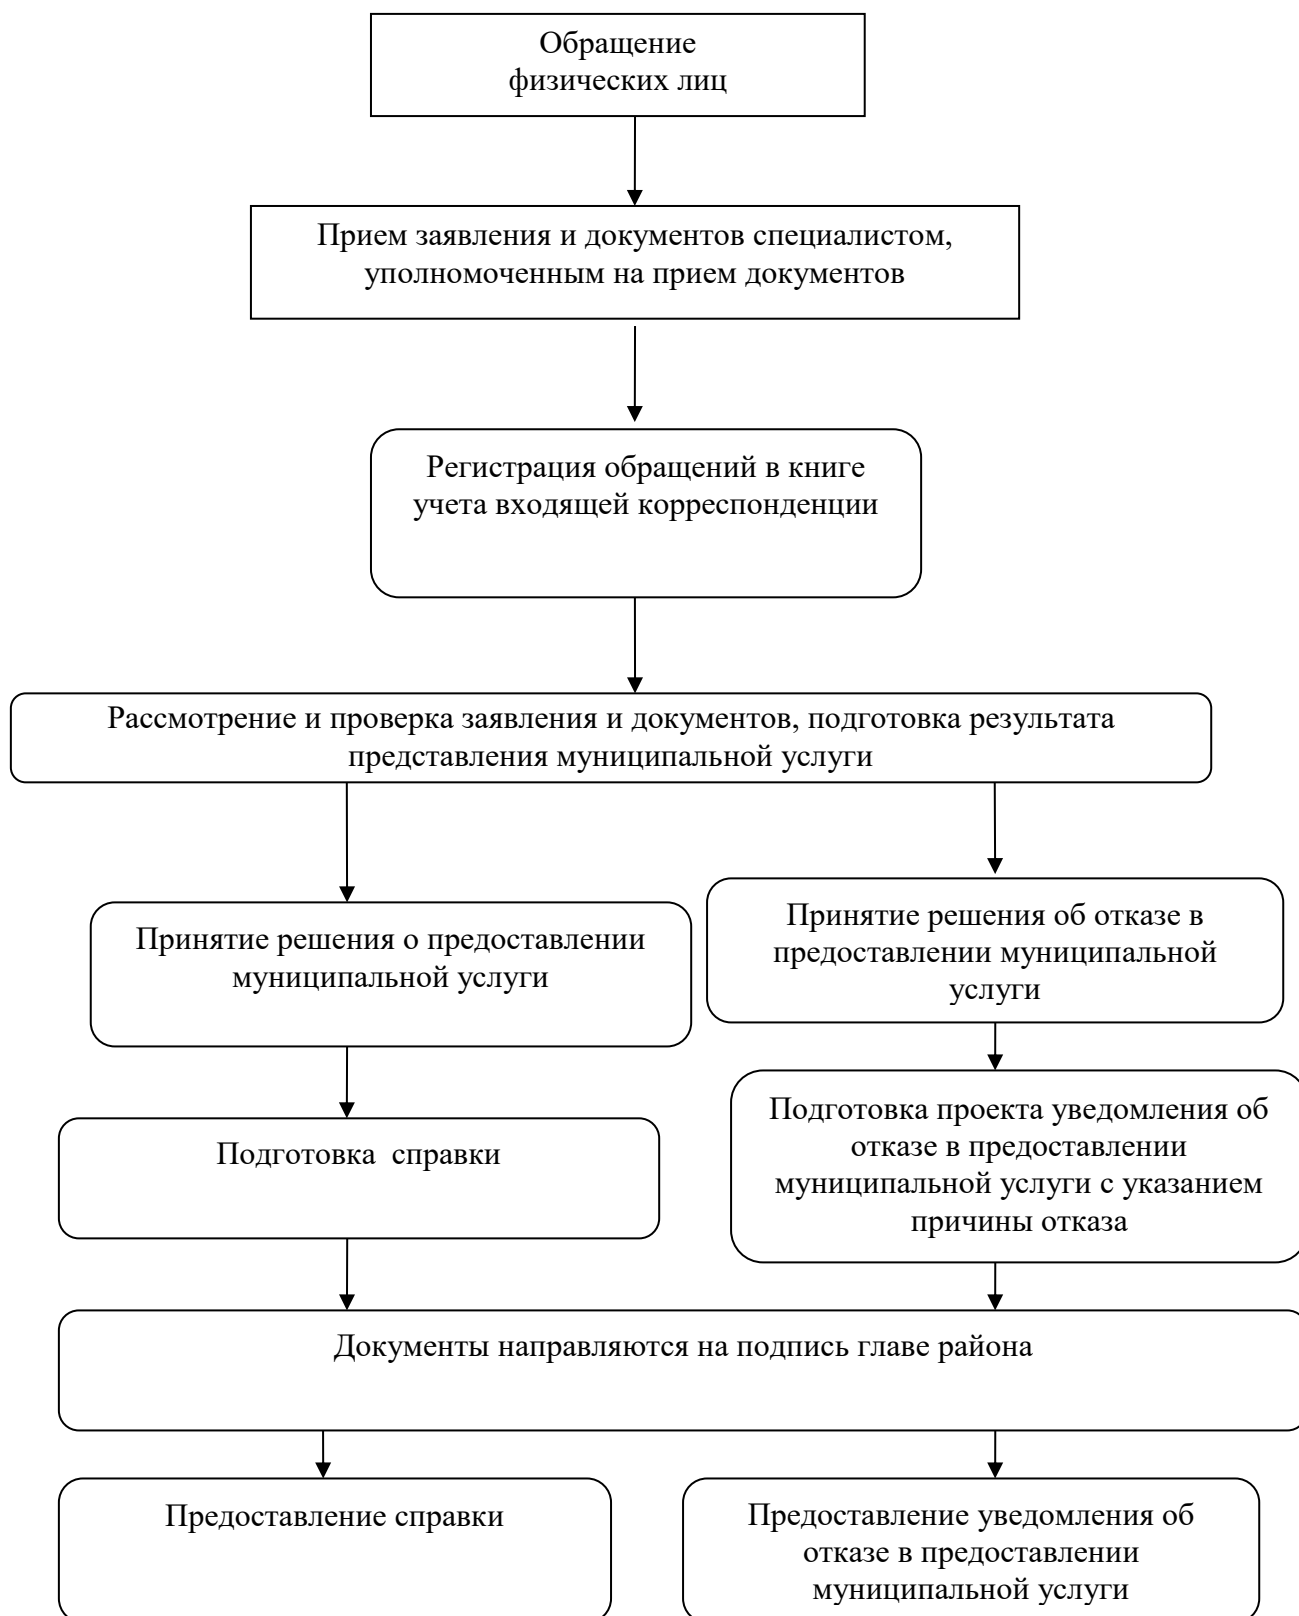 Обращение
физических лиц
Прием заявления и документов специалистом,
уполномоченным на прием документов
Регистрация обращений в книге
учета входящей корреспонденции
Рассмотрение и проверка заявления и документов, подготовка результата
представления муниципальной услуги
Принятие решения о предоставлении
муниципальной услуги
Принятие решения об отказе в
предоставлении муниципальной
услуги
Подготовка  справки
Подготовка проекта уведомления об
отказе в предоставлении
муниципальной услуги с указанием
причины отказа
Документы направляются на подпись главе района
Предоставление справки
Предоставление уведомления об
отказе в предоставлении
муниципальной услуги